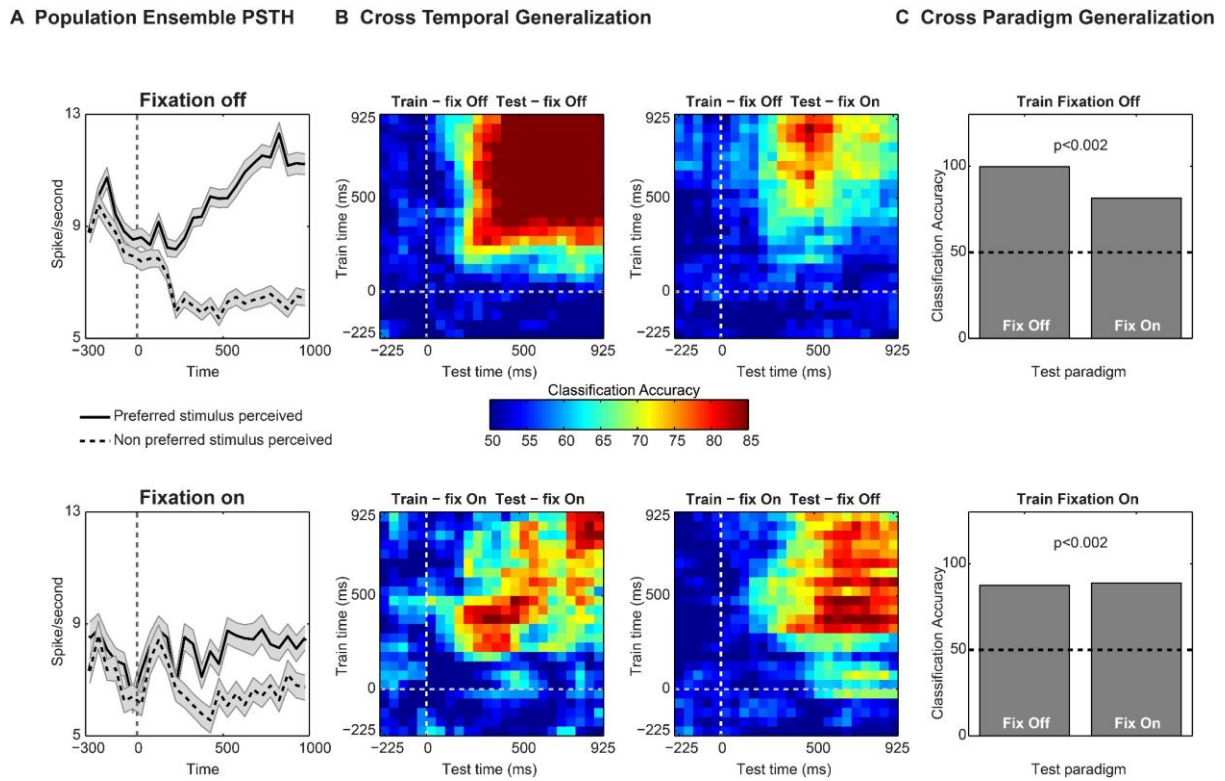 A Population Ensemble PSTH
B Cross Temporal Generalization
C Cross Paradigm Generalization
Fixation off
13
9
5
Spike/second
−300 0 500 1000
Time
Train − fix Off Test − fix Off
925
500
0
−225
Train time (ms)
−225 0 500 925
Test time (ms)
Train − fix Off Test − fix On
925
500
0
−225
Train time (ms)
−225 0 500 925
Test time (ms)
Train Fixation Off
p<0.002
100
50
0
Classification Accuracy
Fix Off Fix On
Test paradigm
Preferred stimulus perceived
Non preferred stimulus perceived
Classification Accuracy
50 55 60 65 70 75 80 85
Fixation on
13
9
5
Spike/second
−300 0 500 1000
Time
Train − fix On Test − fix On
925
500
0
−225
Train time (ms)
−225 0 500 925
Test time (ms)
Train − fix On Test − fix Off
925
500
0
−225
Train time (ms)
−225 0 500 925
Test time (ms)
Train Fixation On
p<0.002
100
50
0
Classification Accuracy
Fix Off Fix On
Test paradigm